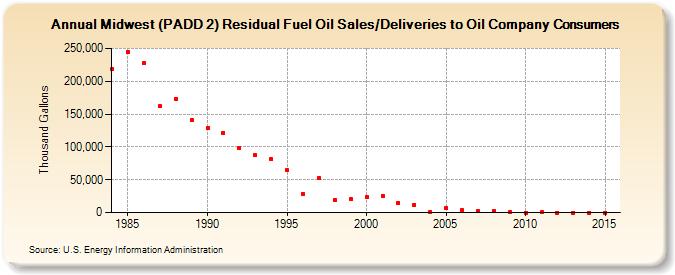 Annual Midwest (PADD 2) Residual Fuel Oil Sales/Deliveries to Oil Company Consumers
Thousand Gallons
250,000
200,000
150,000
100,000
50,000
0
1985 1990 1995 2000 2005 2010 2015
Source: U.S. Energy Information Administration